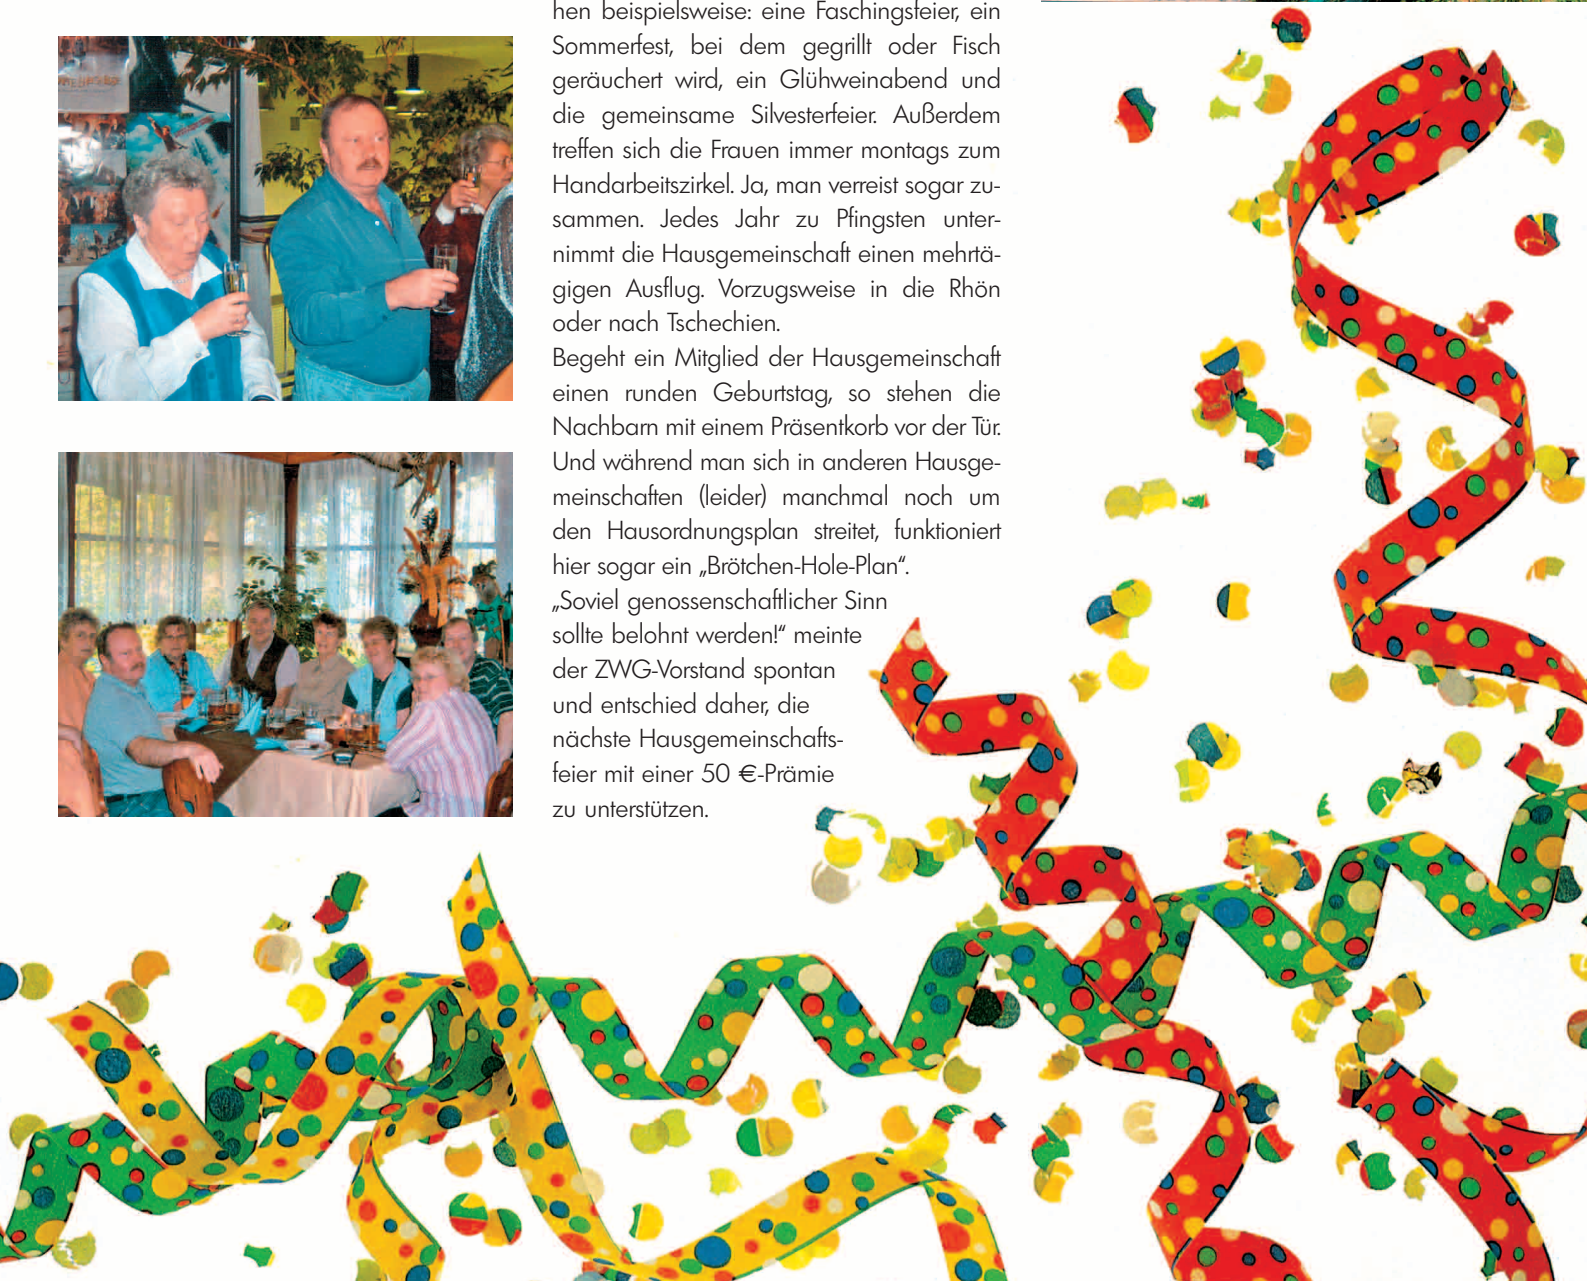 hen beispielsweise: eine Faschingsfeier, ein
Sommerfest, bei dem gegrillt oder Fisch
geräuchert wird, ein Glühweinabend und
die gemeinsame Silvesterfeier. Außerdem
treffen sich die Frauen immer montags zum
Handarbeitszirkel. Ja, man verreist sogar zu-
sammen. Jedes Jahr zu Pfingsten unter-
nimmt die Hausgemeinschaft einen mehrtä-
gigen Ausflug. Vorzugsweise in die Rhön
oder nach Tschechien.
Begeht ein Mitglied der Hausgemeinschaft
einen runden Geburtstag, so stehen die
Nachbarn mit einem Präsentkorb vor der Tür.
Und während man sich in anderen Hausge-
meinschaften (leider) manchmal noch um
den Hausordnungsplan streitet, funktioniert
hier sogar ein „Brötchen-Hole-Plan“.
„Soviel genossenschaftlicher Sinn
sollte belohnt werden!“ meinte
der ZWG-Vorstand spontan
und entschied daher, die
nächste Hausgemeinschafts-
feier mit einer 50 €-Prämie
zu unterstützen.